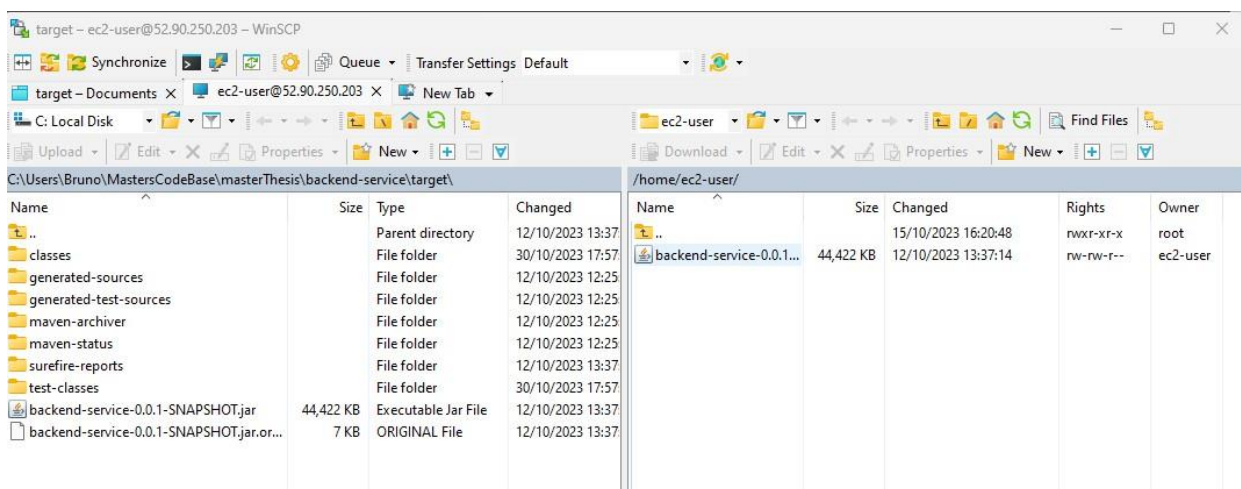 target – ec2-user@52.90.250.203 – WinSCP
Synchronize Queue Transfer Settings Default
target – Documents X ec2-user@52.90.250.203 X New Tab
C: Local Disk
Upload Edit Properties New
C:\Users\Bruno\MastersCodeBase\masterThesis\backend-service\target\
Name Size Type Changed
.. Parent directory 12/10/2023 13:37
classes File folder 30/10/2023 17:57
generated-sources File folder 12/10/2023 12:25
generated-test-sources File folder 12/10/2023 12:25
maven-archiver File folder 12/10/2023 12:25
maven-status File folder 12/10/2023 12:25
surefire-reports File folder 12/10/2023 13:37
test-classes File folder 30/10/2023 17:57
backend-service-0.0.1-SNAPSHOT.jar 44,422 KB Executable Jar File 12/10/2023 13:37
backend-service-0.0.1-SNAPSHOT.jar.or... 7 KB ORIGINAL File 12/10/2023 13:37
ec2-user Find Files
Download Edit Properties New
/home/ec2-user/
Name Size Changed Rights Owner
.. 15/10/2023 16:20:48 rwxr-xr-x root
backend-service-0.0.1... 44,422 KB 12/10/2023 13:37:14 rw-rw-r-- ec2-user